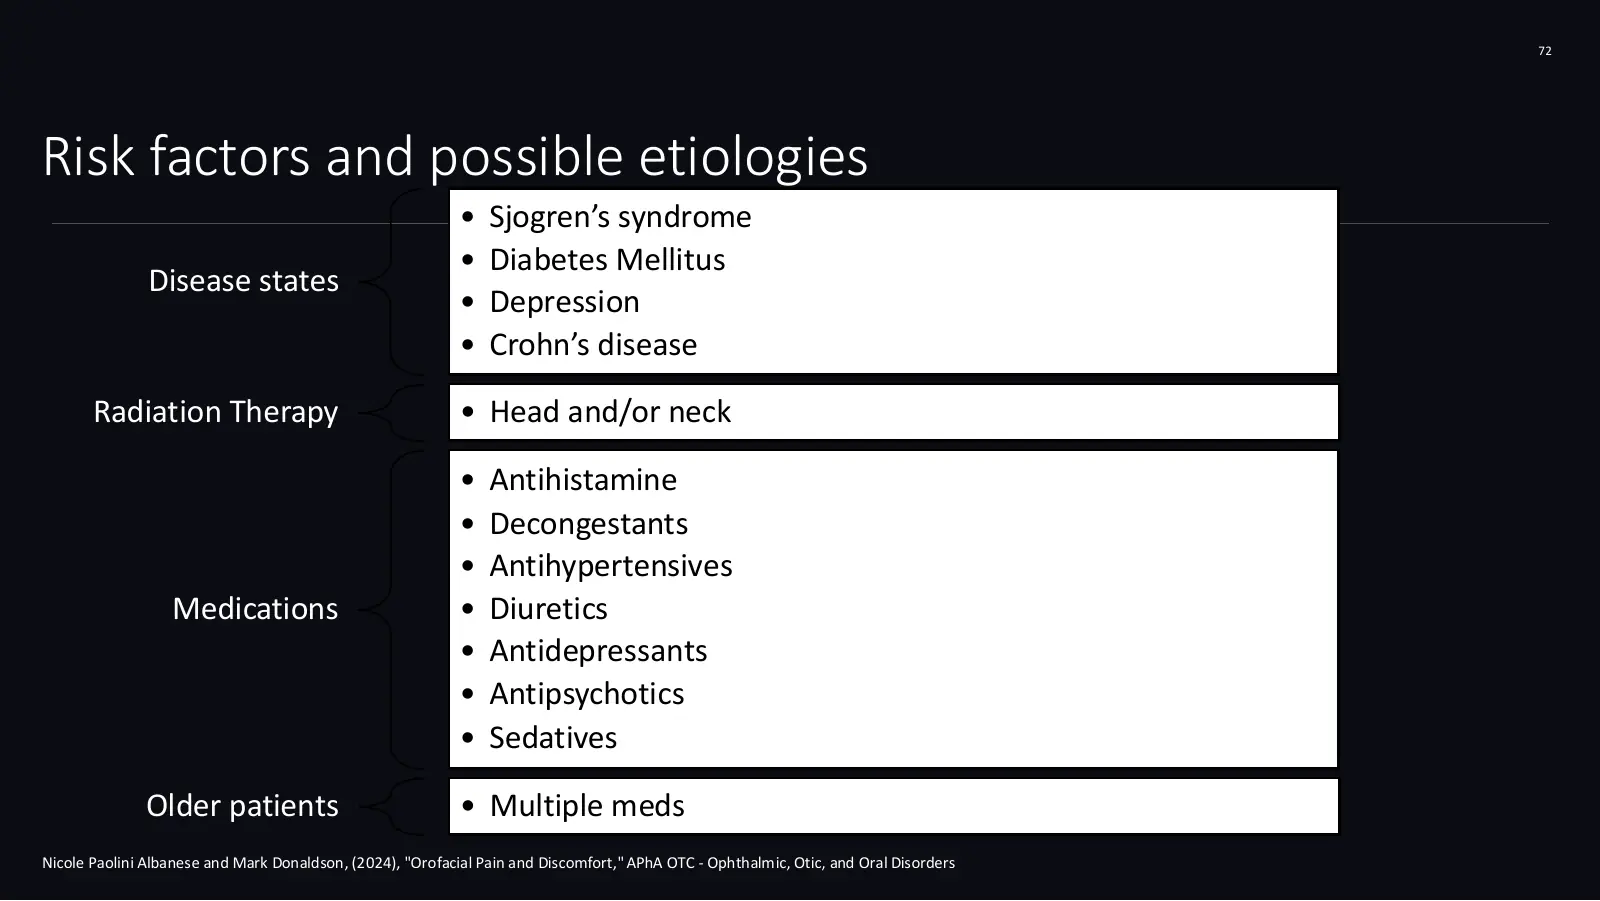 72
Risk factors and possible etiologies
Disease states
• Sjogren’s syndrome
• Diabetes Mellitus
• Depression
• Crohn’s disease
Radiation Therapy
• Head and/or neck
Medications
• Antihistamine
• Decongestants
• Antihypertensives
• Diuretics
• Antidepressants
• Antipsychotics
• Sedatives
Older patients
• Multiple meds
Nicole Paolini Albanese and Mark Donaldson, (2024), "Orofacial Pain and Discomfort," APhA OTC - Ophthalmic, Otic, and Oral Disorders